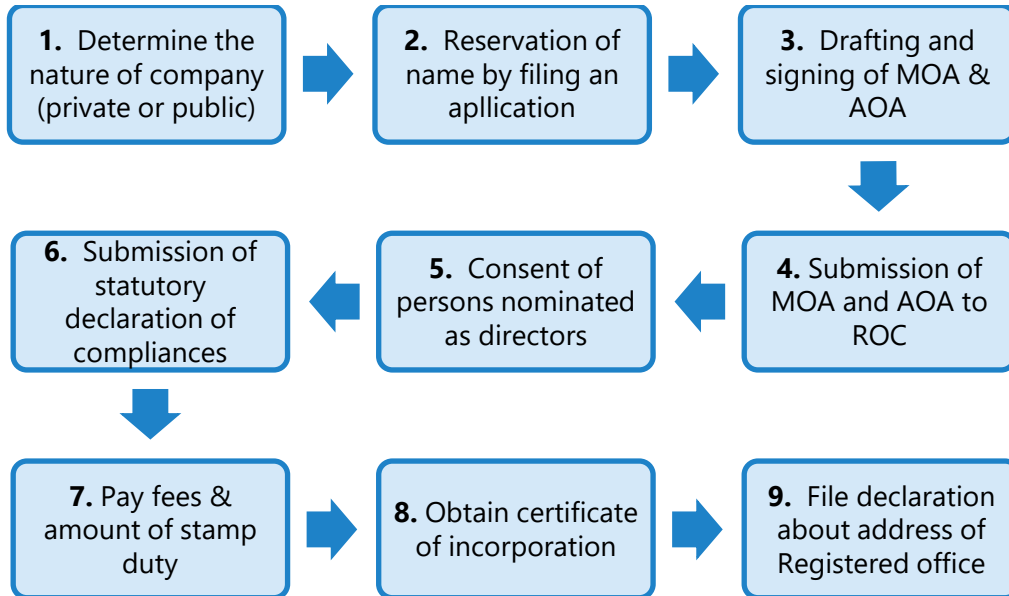 1. Determine the
nature of company
(private or public)
2. Reservation of
name by filing an
apllication
3. Drafting and
signing of MOA &
AOA
4. Submission of
MOA and AOA to
ROC
5. Consent of
persons nominated
as directors
6. Submission of
statutory
declaration of
compliances
7. Pay fees &
amount of stamp
duty
8. Obtain certificate
of incorporation
9. File declaration
about address of
Registered office